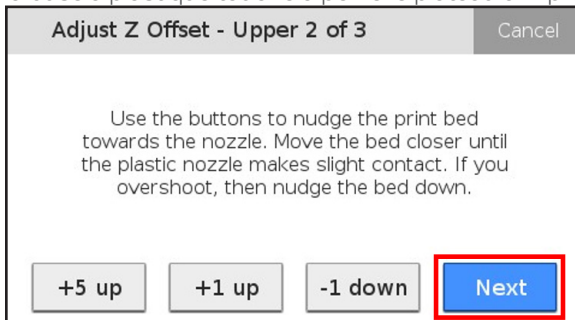 Adjust Z Offset - Upper 2 of 3 Cancel
Use the buttons to nudge the print bed
towards the nozzle. Move the bed closer until
the plastic nozzle makes slight contact. If you
overshoot, then nudge the bed down.
+5 up +1 up -1 down Next